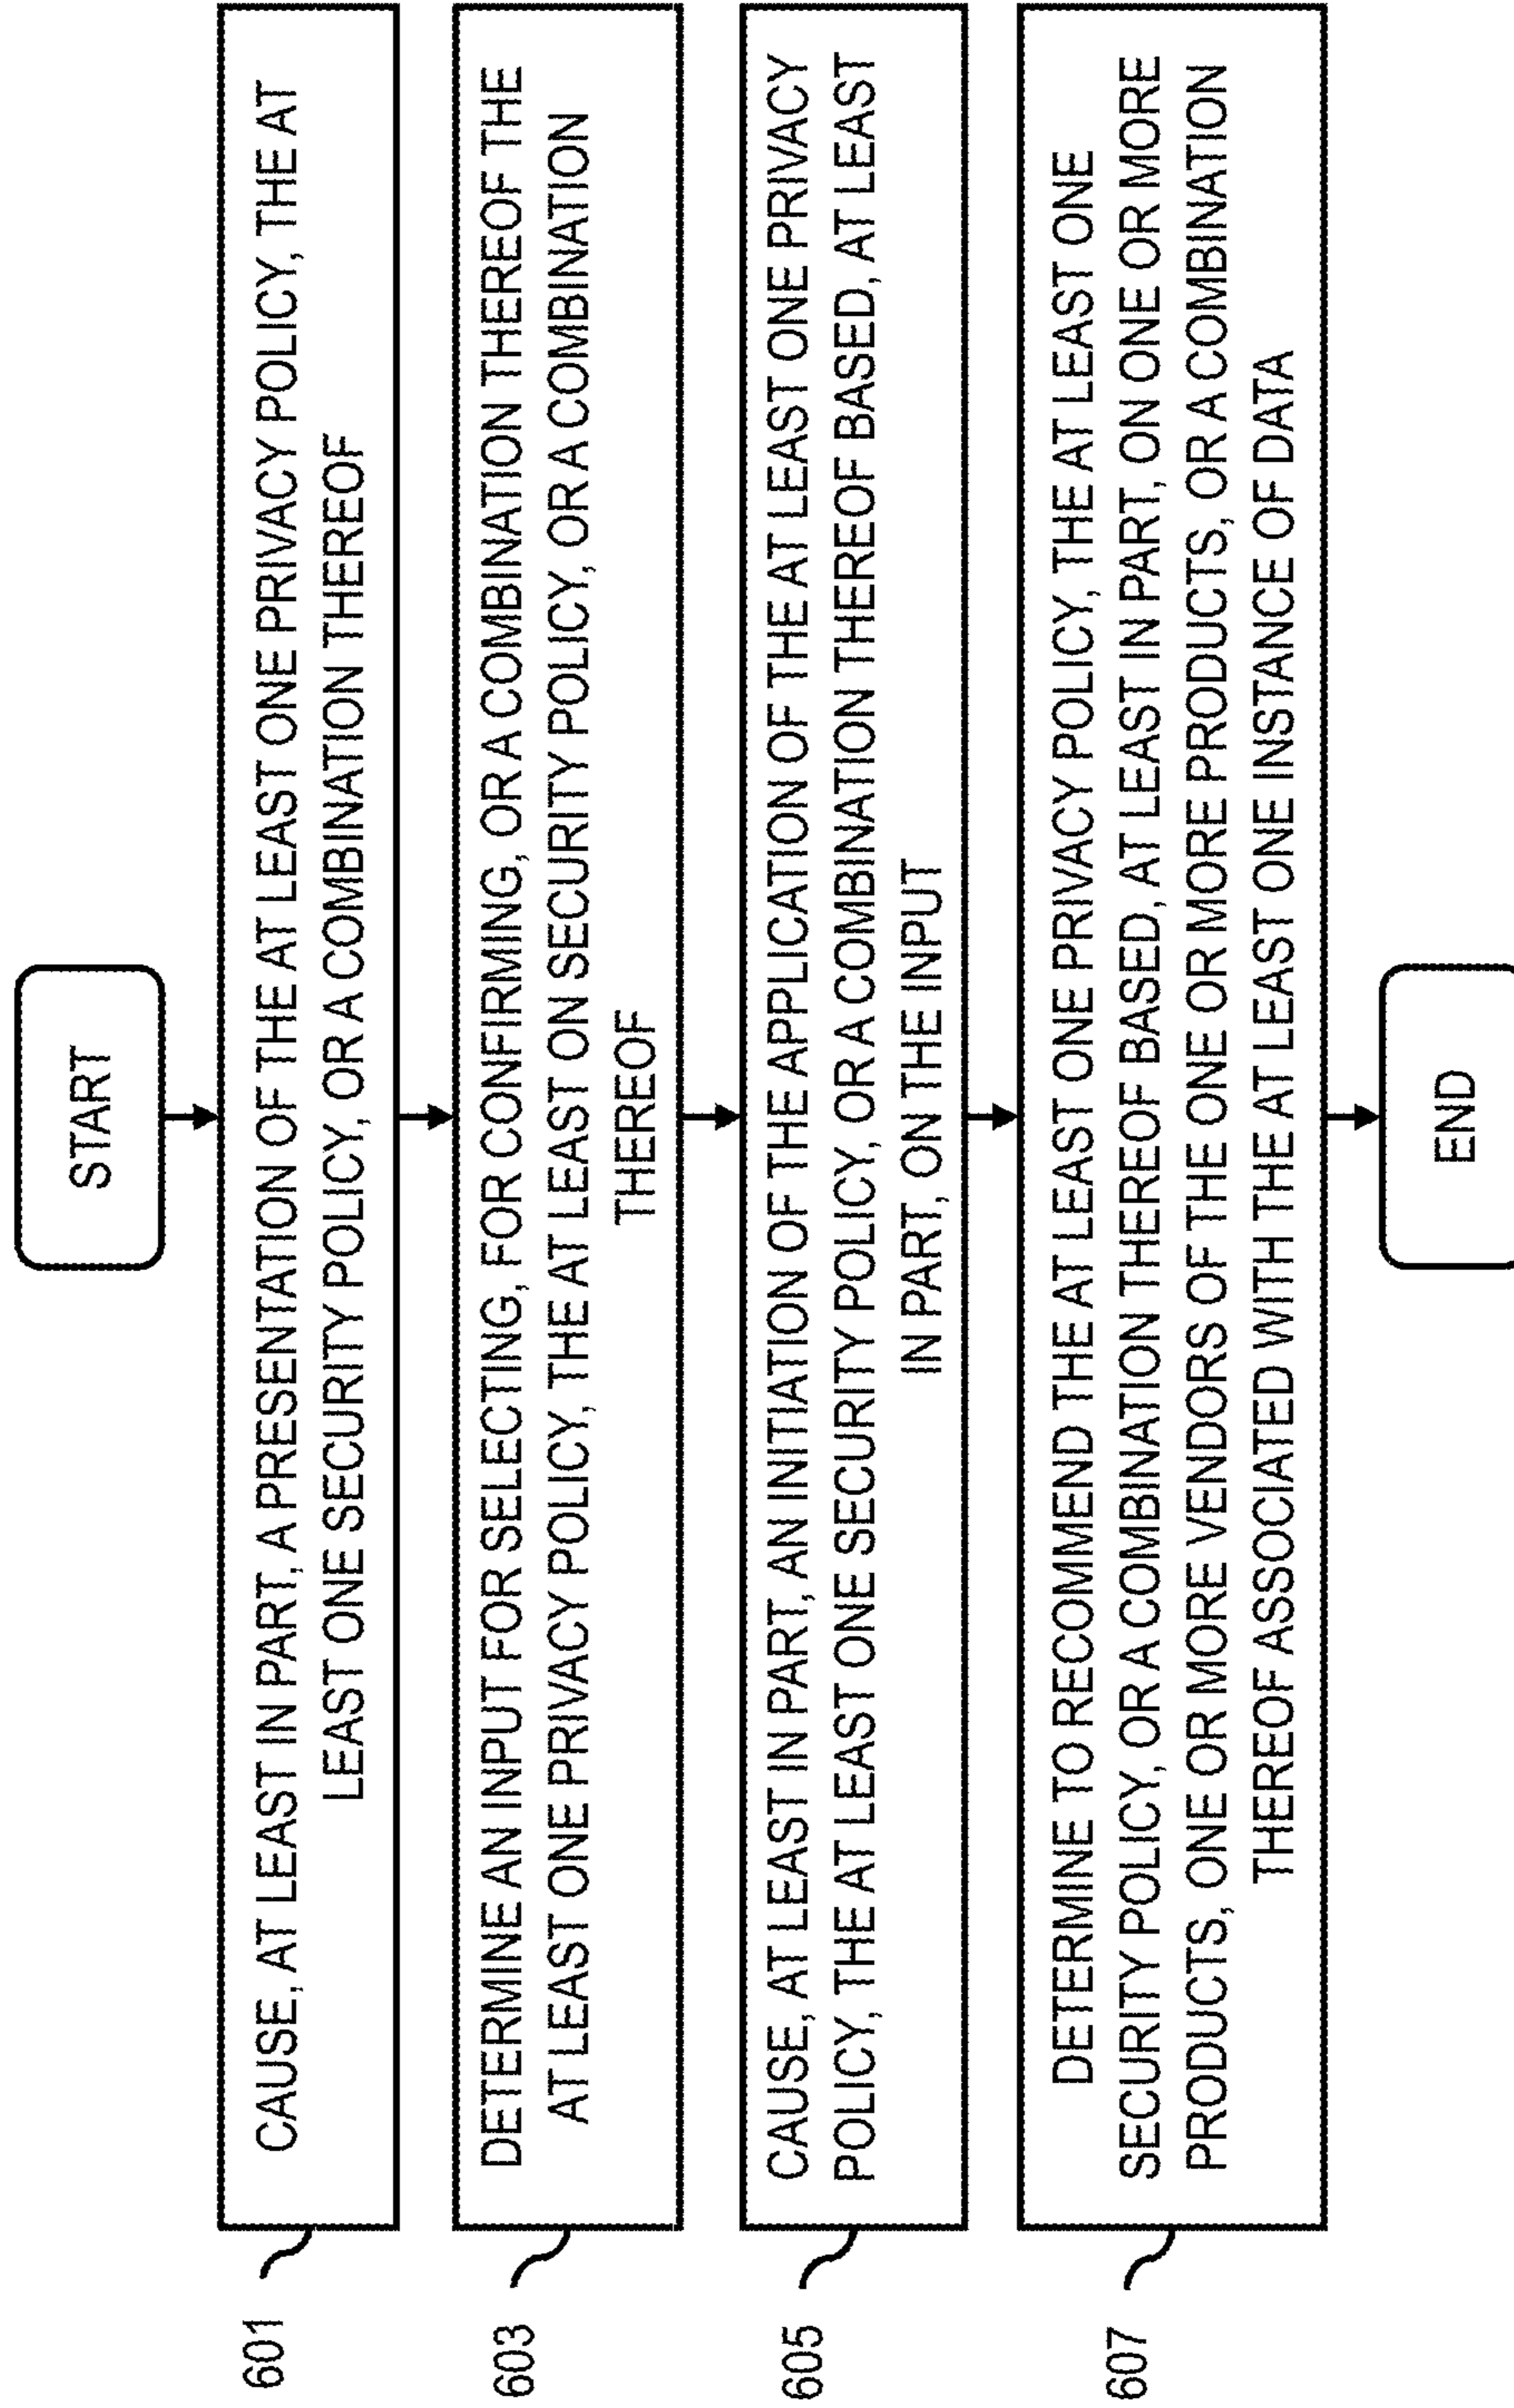 START
601
CAUSE, AT LEAST IN PART, A PRESENTATION OF THE AT LEAST ONE PRIVACY POLICY, THE AT
LEAST ONE SECURITY POLICY, OR A COMBINATION THEREOF
603
DETERMINE AN INPUT FOR SELECTING, FOR CONFIRMING, OR A COMBINATION THEREOF THE
AT LEAST ONE PRIVACY POLICY, THE AT LEAST ON SECURITY POLICY, OR A COMBINATION
THEREOF
605
CAUSE, AT LEAST IN PART, AN INITIATION OF THE APPLICATION OF THE AT LEAST ONE PRIVACY
POLICY, THE AT LEAST ONE SECURITY POLICY, OR A COMBINATION THEREOF BASED, AT LEAST
IN PART, ON THE INPUT
607
DETERMINE TO RECOMMEND THE AT LEAST ONE PRIVACY POLICY, THE AT LEAST ONE
SECURITY POLICY, OR A COMBINATION THEREOF BASED, AT LEAST IN PART, ON ONE OR MORE
PRODUCTS, ONE OR MORE VENDORS OF THE ONE OR MORE PRODUCTS, OR A COMBINATION
THEREOF ASSOCIATED WITH THE AT LEAST ONE INSTANCE OF DATA
END